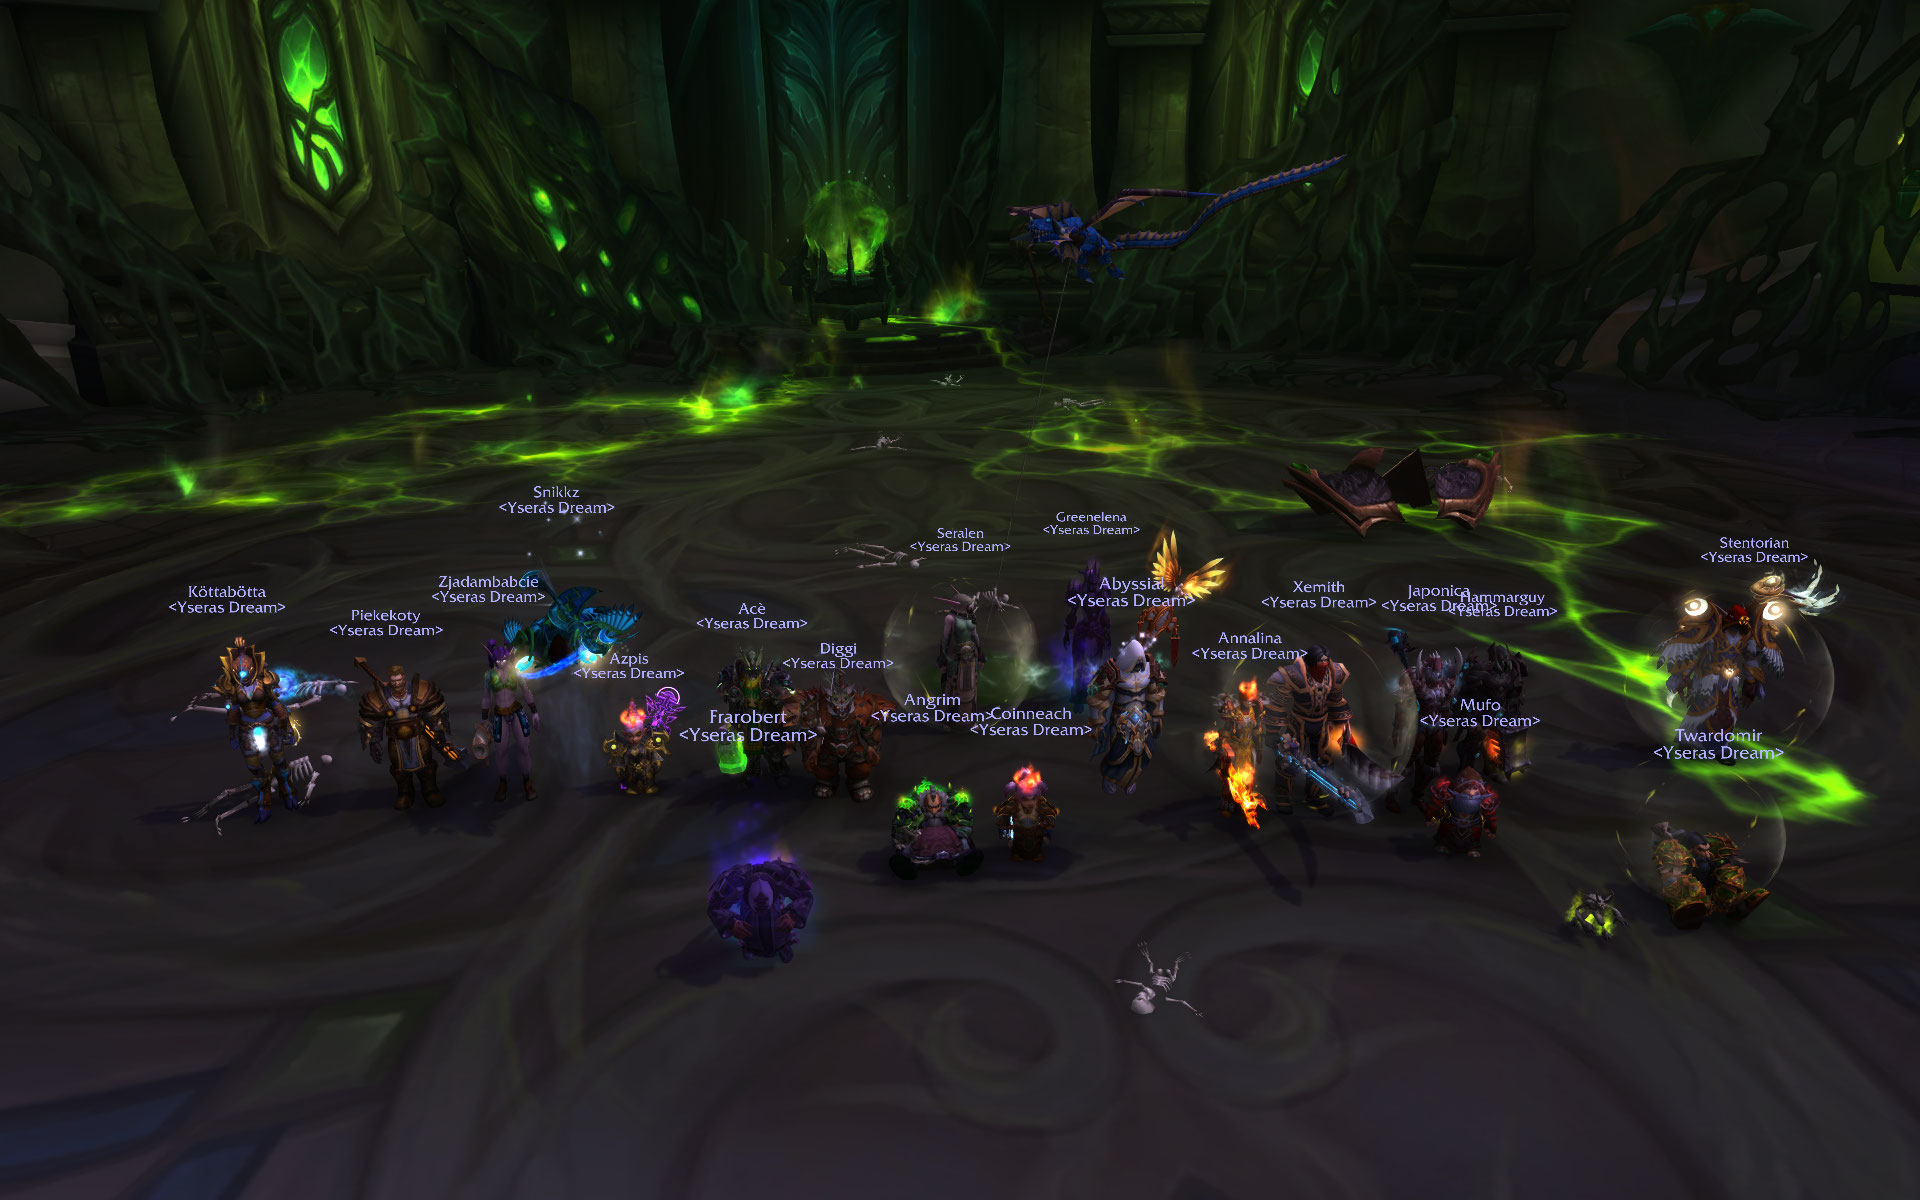 Snikkz
<Yseras Dream>
Greenelena
<Yseras Dream>
Seralen
<Yseras Dream>
Stentorian
<Yseras Dream>
Köttabötta
<Yseras Dream>
Zjadambabcie
<Yseras Dream>
Abyssial
<Yseras Dream>
Xemith
<Yseras Dream>
Japonica
<Yseras Dream>
Hammarguy
<Yseras Dream>
Piekekoty
<Yseras Dream>
Acè
<Yseras Dream>
Annalina
<Yseras Dream>
Diggi
<Yseras Dream>
Azpis
<Yseras Dream>
Angrim
<Yseras Dream>
Coinneach
<Yseras Dream>
Mufo
<Yseras Dream>
Frarobert
<Yseras Dream>
Twardomir
<Yseras Dream>